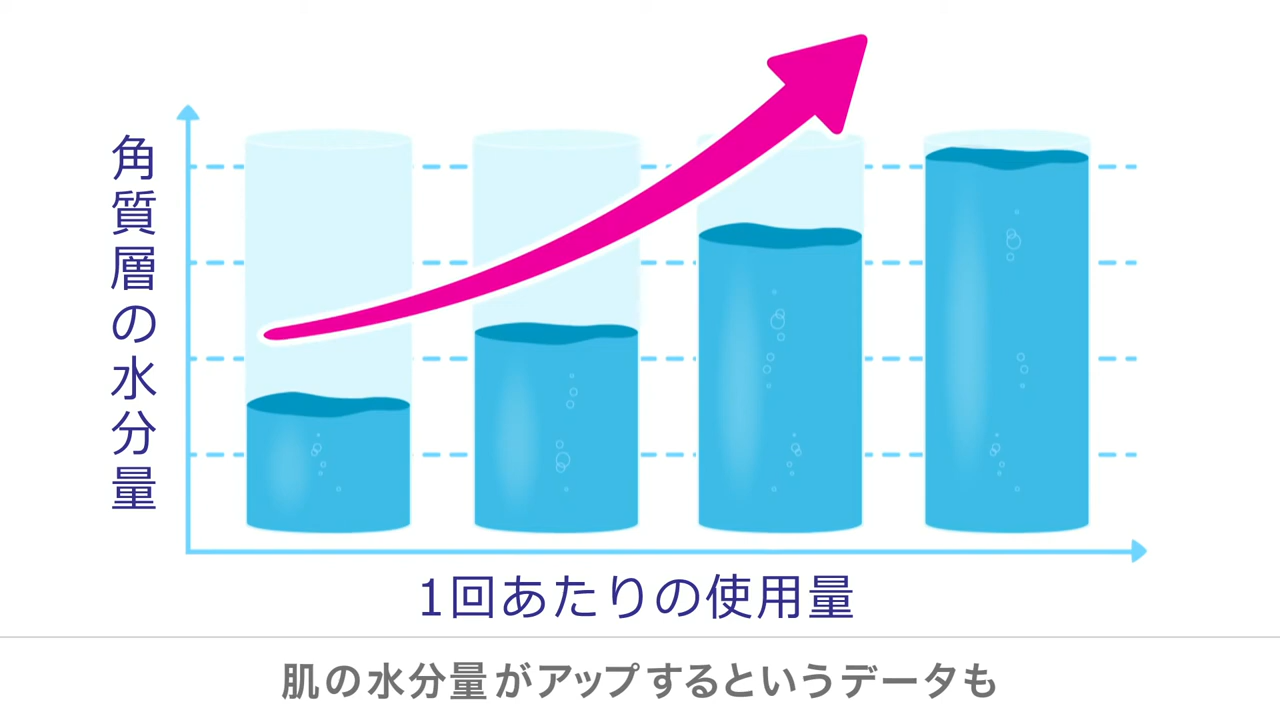 角質層の水分量
1回あたりの使用量
肌の水分量がアップするというデータも